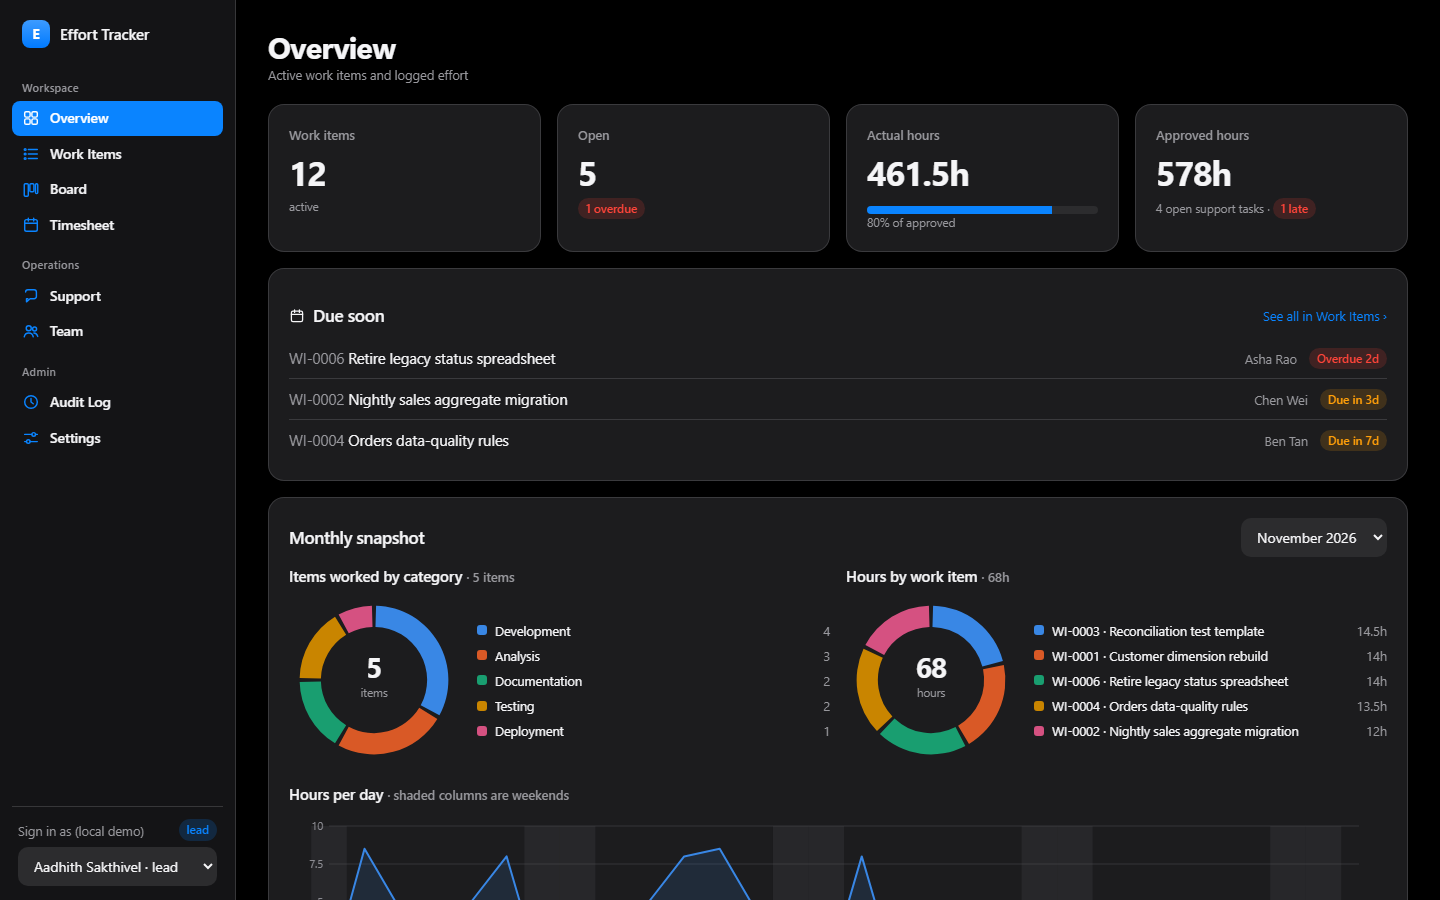 E Effort Tracker
Workspace
Overview
Work Items
Board
Timesheet
Operations
Support
Team
Admin
Audit Log
Settings
Sign in as (local demo) lead
Aadhith Sakthivel · lead
Overview
Active work items and logged effort
Work items
12
active
Open
5
1 overdue
Actual hours
461.5h
80% of approved
Approved hours
578h
4 open support tasks · 1 late
Due soon
See all in Work Items ›
WI-0006 Retire legacy status spreadsheet Asha Rao Overdue 2d
WI-0002 Nightly sales aggregate migration Chen Wei Due in 3d
WI-0004 Orders data-quality rules Ben Tan Due in 7d
Monthly snapshot
November 2026
Items worked by category · 5 items
5
items
Development 4
Analysis 3
Documentation 2
Testing 2
Deployment 1
Hours by work item · 68h
68
hours
WI-0003 · Reconciliation test template 14.5h
WI-0001 · Customer dimension rebuild 14h
WI-0006 · Retire legacy status spreadsheet 14h
WI-0004 · Orders data-quality rules 13.5h
WI-0002 · Nightly sales aggregate migration 12h
Hours per day · shaded columns are weekends
10
7.5